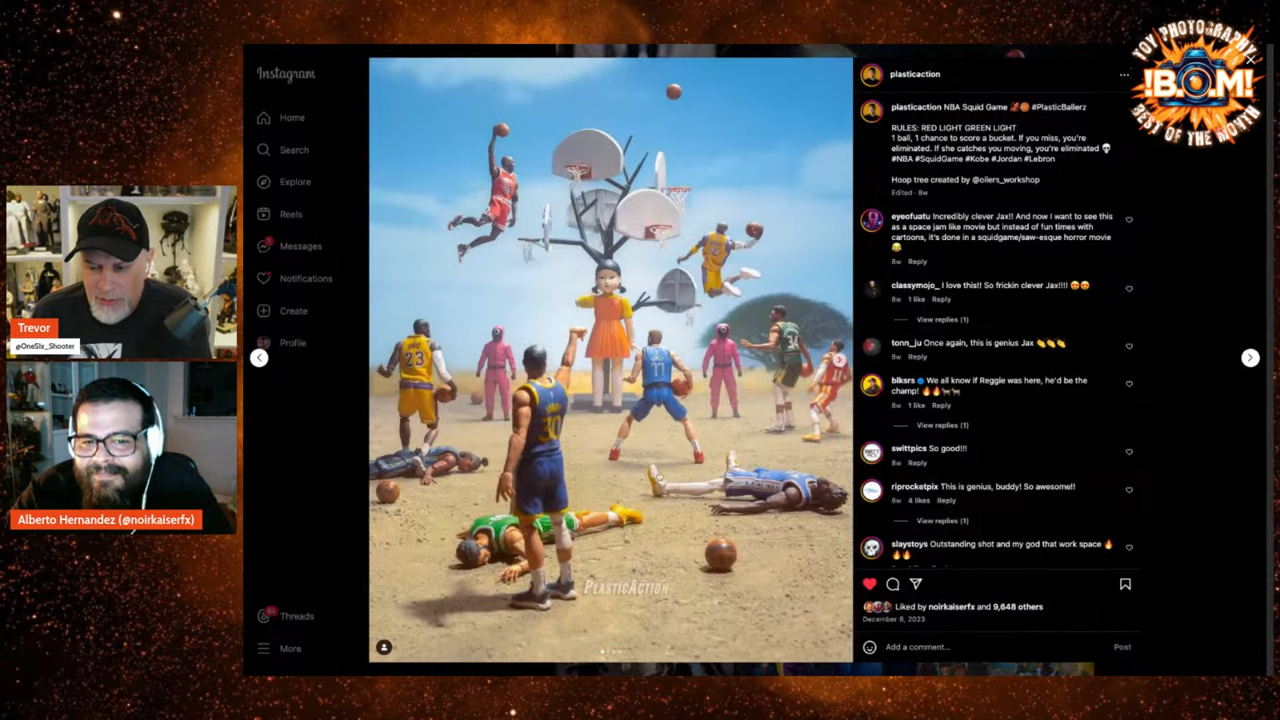 TOY PHOTOGRAPHY
!B.O.M!
BEST OF THE MONTH
Trevor
@OneSix_Shooter
Alberto Hernandez (@noirkaiserfx)
Instagram
Home
Search
Explore
Reels
Messages
Notifications
Create
Profile
Threads
More
23
30
77
34
PLASTICACTION
plasticaction
plasticaction NBA Squid Game #PlasticBallerz
RULES: RED LIGHT GREEN LIGHT
1 ball, 1 chance to score a bucket. If you miss, you're
eliminated. If she catches you moving, you're eliminated
#NBA #SquidGame #Kobe #Jordan #Lebron
Hoop tree created by @oilers_workshop
Edited · 8w
eyeofuatu Incredibly clever Jax!! And now I want to see this
as a space jam like movie but instead of fun times with
cartoons, it's done in a squidgame/saw-esque horror movie
8w Reply
classymojo_ I love this!! So frickin clever Jax!!!!
8w 1 like Reply
View replies (1)
tonn_ju Once again, this is genius Jax
8w Reply
blksrs We all know if Reggie was here, he'd be the
champ!
8w 1 like Reply
View replies (1)
swittpics So good!!!
8w Reply
riprocketpix This is genius, buddy! So awesome!!
8w 4 likes Reply
View replies (1)
slaystoys Outstanding shot and my god that work space
Liked by noirkaiserfx and 9,648 others
December 8, 2023
Add a comment...
Post